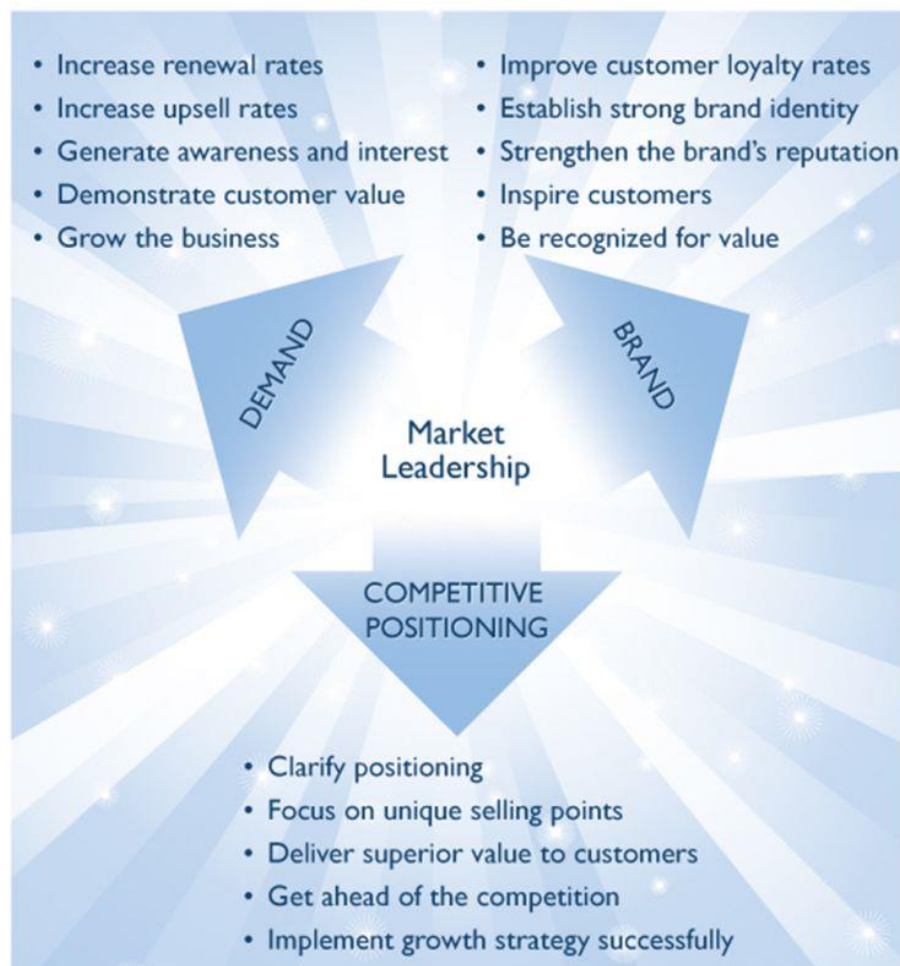 • Increase renewal rates
• Increase upsell rates
• Generate awareness and interest
• Demonstrate customer value
• Grow the business
• Improve customer loyalty rates
• Establish strong brand identity
• Strengthen the brand's reputation
• Inspire customers
• Be recognized for value
DEMAND
BRAND
Market
Leadership
COMPETITIVE
POSITIONING
• Clarify positioning
• Focus on unique selling points
• Deliver superior value to customers
• Get ahead of the competition
• Implement growth strategy successfully